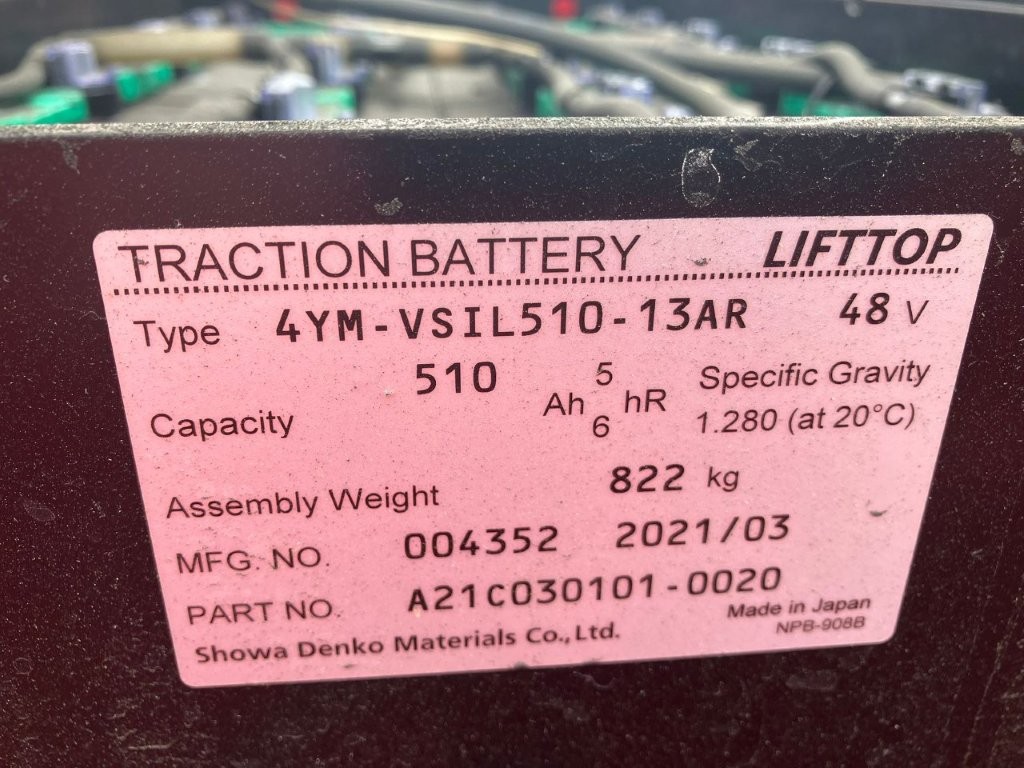 TRACTION BATTERY LIFTTOP
Type 4YM-VSIL510-13AR 48 V
Capacity 510 Ah 5 hR Specific Gravity
6 1.280 (at 20°C)
Assembly Weight 822 kg
MFG. NO. 004352 2021/03
PART NO. A21C030101-0020
Made in Japan
Showa Denko Materials Co., Ltd. NPB-908B